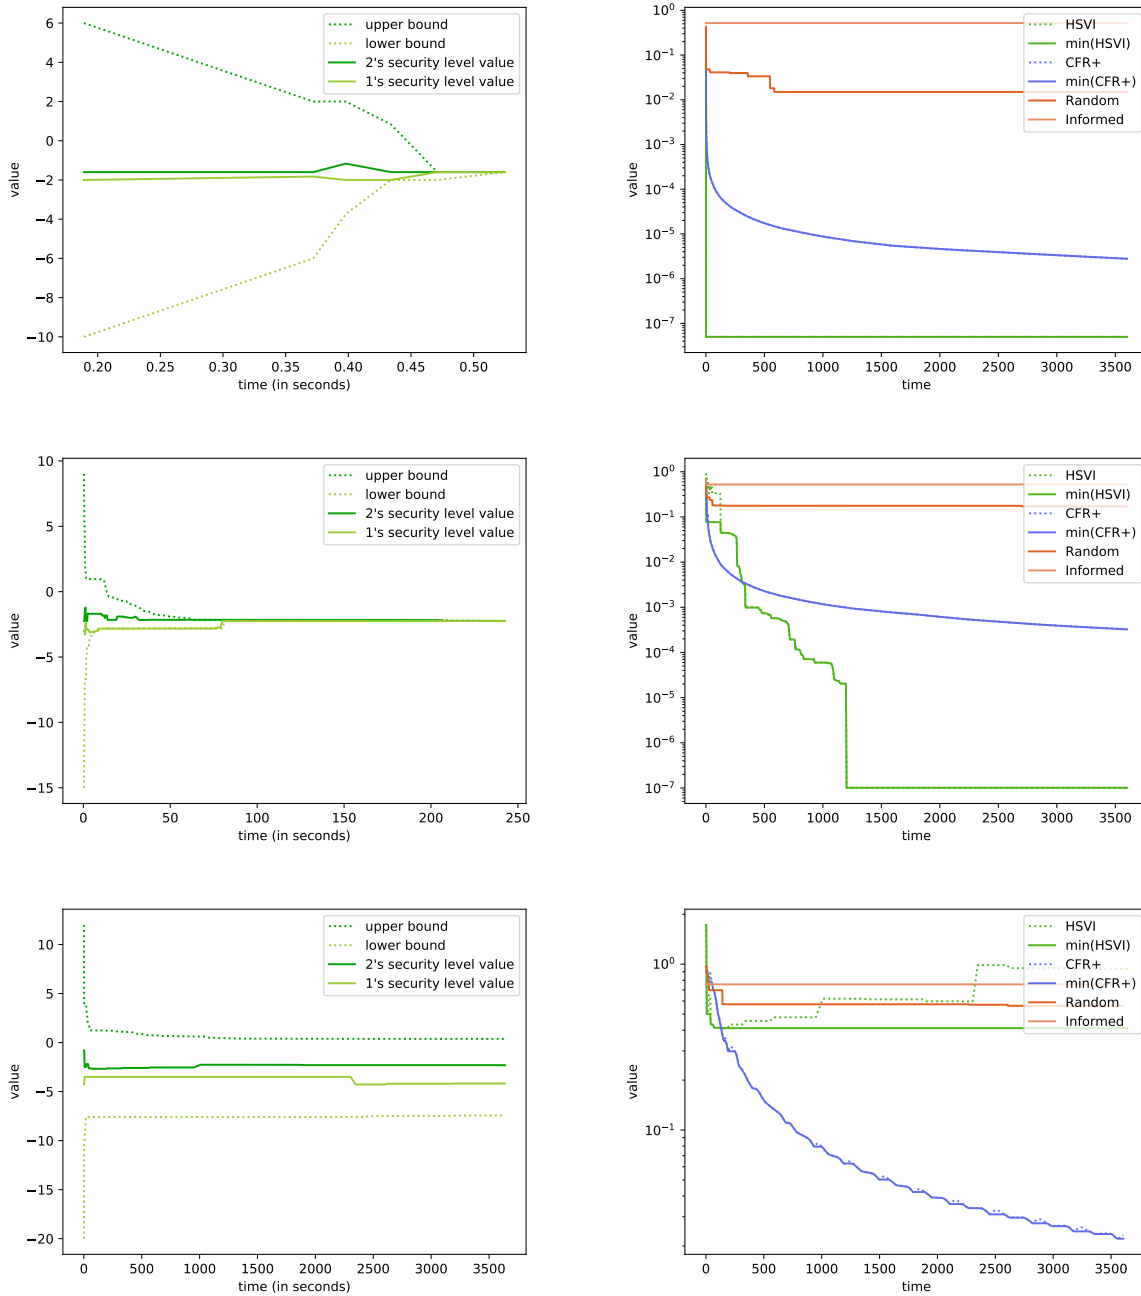 6
4
2
0
−2
−4
−6
−8
−10
value
0.20
0.25
0.30
0.35
0.40
0.45
0.50
time (in seconds)
upper bound
lower bound
2's security level value
1's security level value
10⁰
10⁻¹
10⁻²
10⁻³
10⁻⁴
10⁻⁵
10⁻⁶
10⁻⁷
value
0
500
1000
1500
2000
2500
3000
3500
time
HSVI
min(HSVI)
CFR+
min(CFR+)
Random
Informed
10
5
0
−5
−10
−15
value
0
50
100
150
200
250
time (in seconds)
upper bound
lower bound
2's security level value
1's security level value
10⁰
10⁻¹
10⁻²
10⁻³
10⁻⁴
10⁻⁵
10⁻⁶
10⁻⁷
value
0
500
1000
1500
2000
2500
3000
3500
time
HSVI
min(HSVI)
CFR+
min(CFR+)
Random
Informed
10
5
0
−5
−10
−15
−20
value
0
500
1000
1500
2000
2500
3000
3500
time (in seconds)
upper bound
lower bound
2's security level value
1's security level value
10⁰
10⁻¹
value
0
500
1000
1500
2000
2500
3000
3500
time
HSVI
min(HSVI)
CFR+
min(CFR+)
Random
Informed